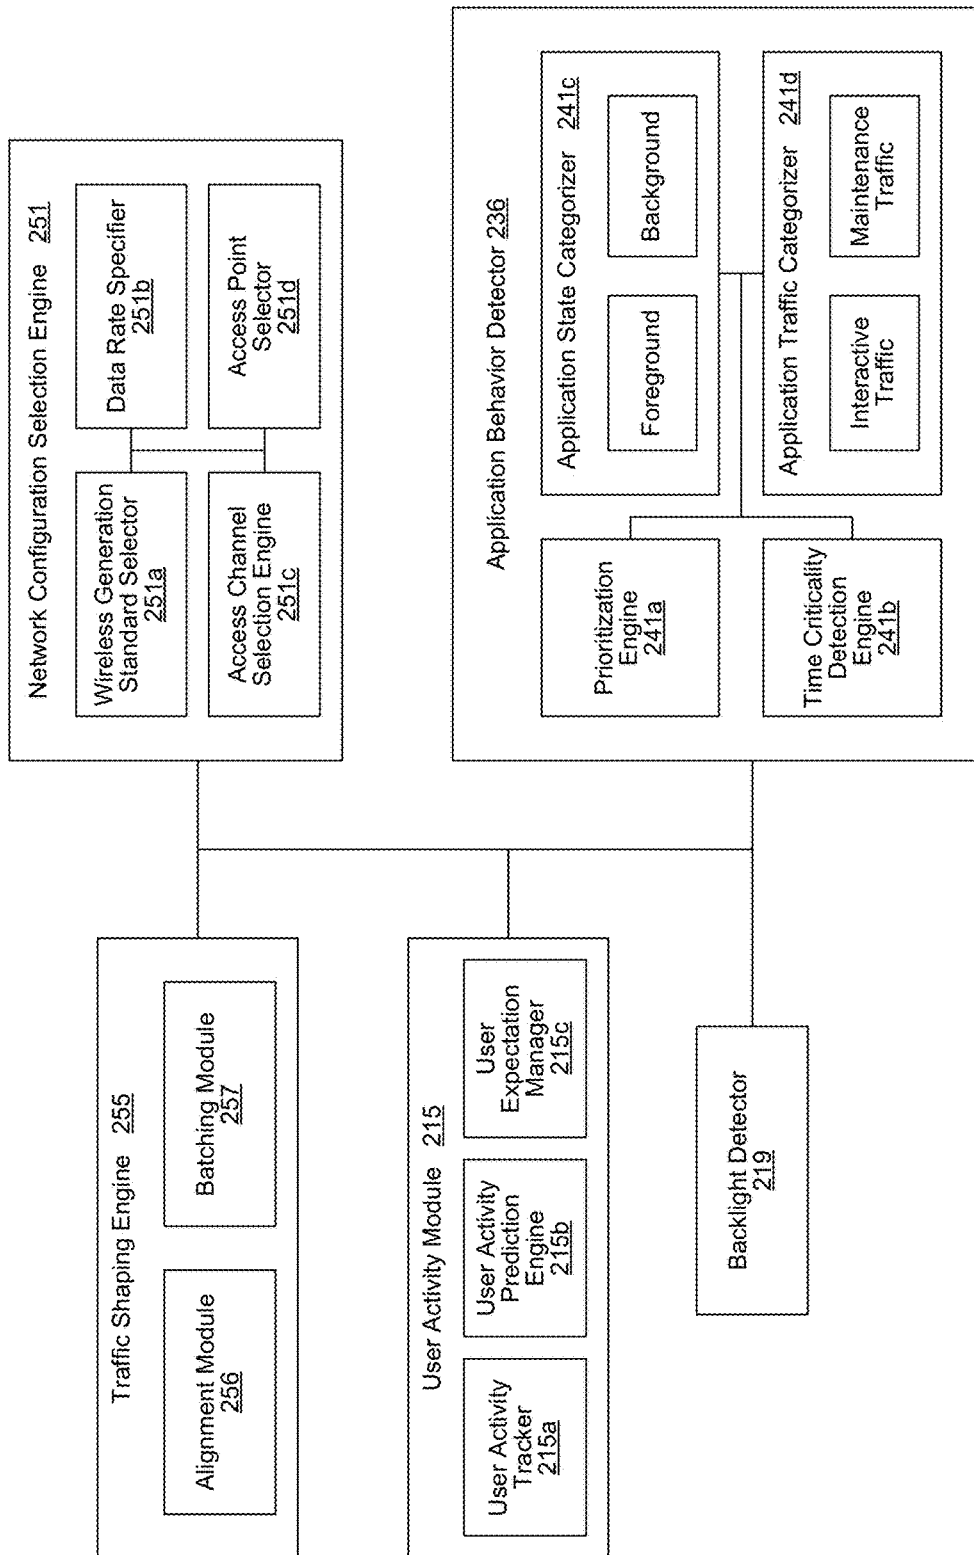 Traffic Shaping Engine 255
Alignment Module
256
Batching Module
257
Network Configuration Selection Engine 251
Wireless Generation
Standard Selector
251a
Data Rate Specifier
251b
Access Channel
Selection Engine
251c
Access Point
Selector
251d
User Activity Module 215
User Activity
Tracker
215a
User Activity
Prediction
Engine
215b
User
Expectation
Manager
215c
Application Behavior Detector 236
Prioritization
Engine
241a
Application State Categorizer 241c
Foreground
Background
Time Criticality
Detection
Engine
241b
Application Traffic Categorizer 241d
Interactive
Traffic
Maintenance
Traffic
Backlight Detector
219